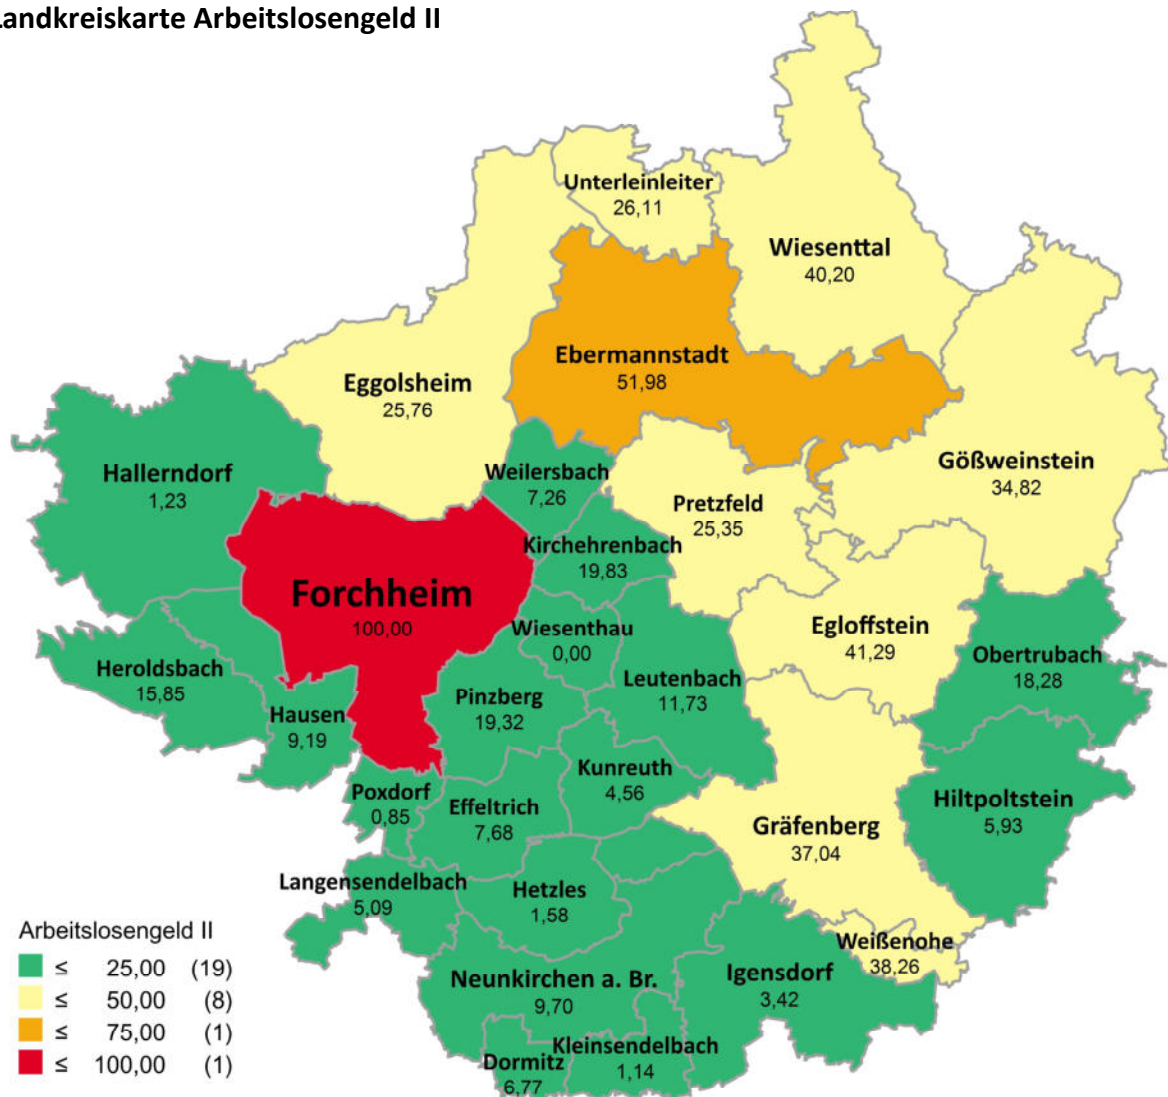 Landkreiskarte Arbeitslosengeld II
Unterleinleiter
26,11
Wiesenttal
40,20
Ebermannstadt
51,98
Eggolsheim
25,76
Hallerndorf
1,23
Weilersbach
7,26
Gößweinstein
34,82
Pretzfeld
25,35
Kirchehrenbach
19,83
Forchheim
100,00
Wiesenthau
0,00
Egloffstein
41,29
Obertrubach
18,28
Heroldsbach
15,85
Leutenbach
11,73
Pinzberg
19,32
Hausen
9,19
Kunreuth
4,56
Poxdorf
0,85
Effeltrich
7,68
Hiltpoltstein
5,93
Gräfenberg
37,04
Langensendelbach
5,09
Hetzles
1,58
Weißenohe
38,26
Neunkirchen a. Br.
9,70
Igensdorf
3,42
Kleinsendelbach
1,14
Dormitz
6,77
Arbeitslosengeld II
≤ 25,00 (19)
≤ 50,00 (8)
≤ 75,00 (1)
≤ 100,00 (1)